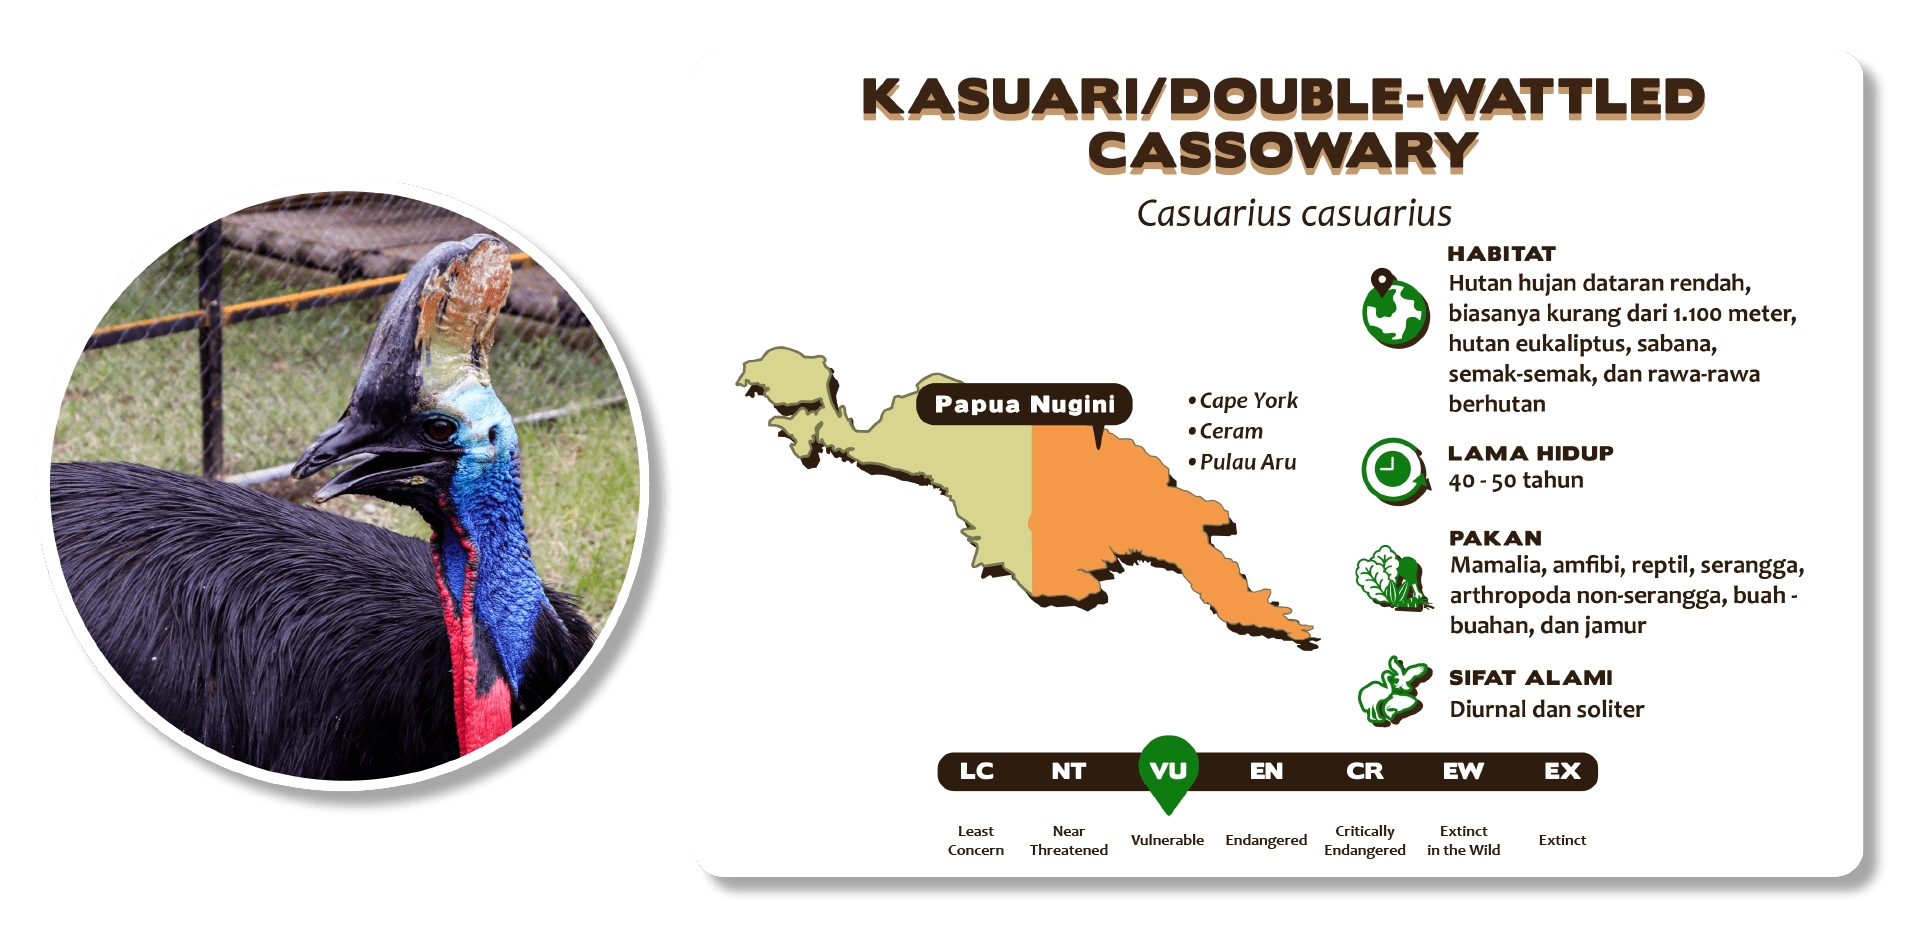 KASUARI/DOUBLE-WATTLED
CASSOWARY
Casuarius casuarius
HABITAT
Hutan hujan dataran rendah,
biasanya kurang dari 1.100 meter,
hutan eukaliptus, sabana,
semak-semak, dan rawa-rawa
berhutan
Papua Nugini
• Cape York
• Ceram
• Pulau Aru
LAMA HIDUP
40 - 50 tahun
PAKAN
Mamalia, amfibi, reptil, serangga,
arthropoda non-serangga, buah -
buahan, dan jamur
SIFAT ALAMI
Diurnal dan soliter
LC NT VU EN CR EW EX
Least Concern
Near Threatened
Vulnerable
Endangered
Critically Endangered
Extinct in the Wild
Extinct